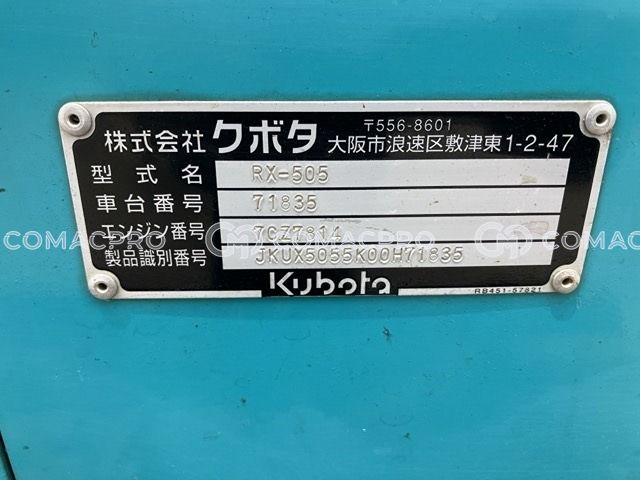 株式会社クボタ 〒556-8601
大阪市浪速区敷津東1-2-47
型式名 RX-505
車台番号 71835
エンジン番号 7CZ7814
製品識別番号 JKUX5055K00H71835
Kubota
RB451-57821
COMACPRO COMACPRO COMACPRO